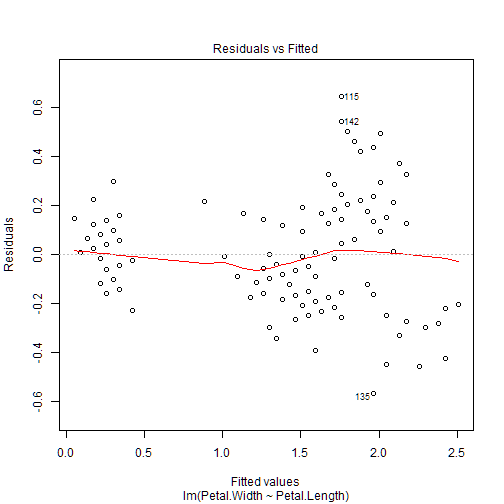 Residuals vs Fitted
Residuals
0.6
0.4
0.2
0.0
-0.2
-0.4
-0.6
115
142
135
0.0 0.5 1.0 1.5 2.0 2.5
Fitted values
lm(Petal.Width ~ Petal.Length)